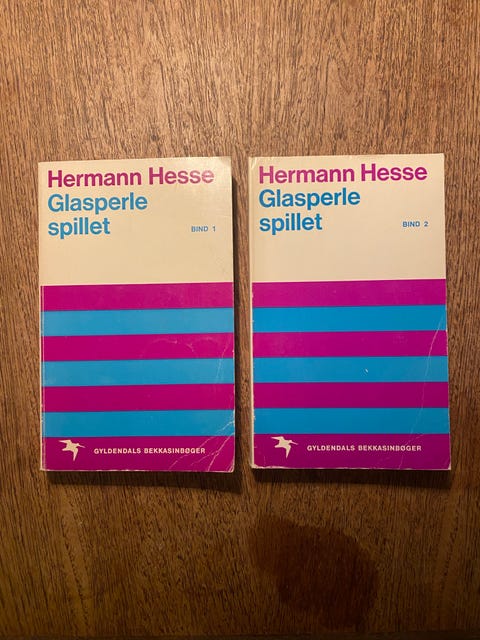 Hermann Hesse
Glasperle
spillet
BIND 1
GYLDENDALS BEKKASINBØGER
Hermann Hesse
Glasperle
spillet
BIND 2
GYLDENDALS BEKKASINBØGER